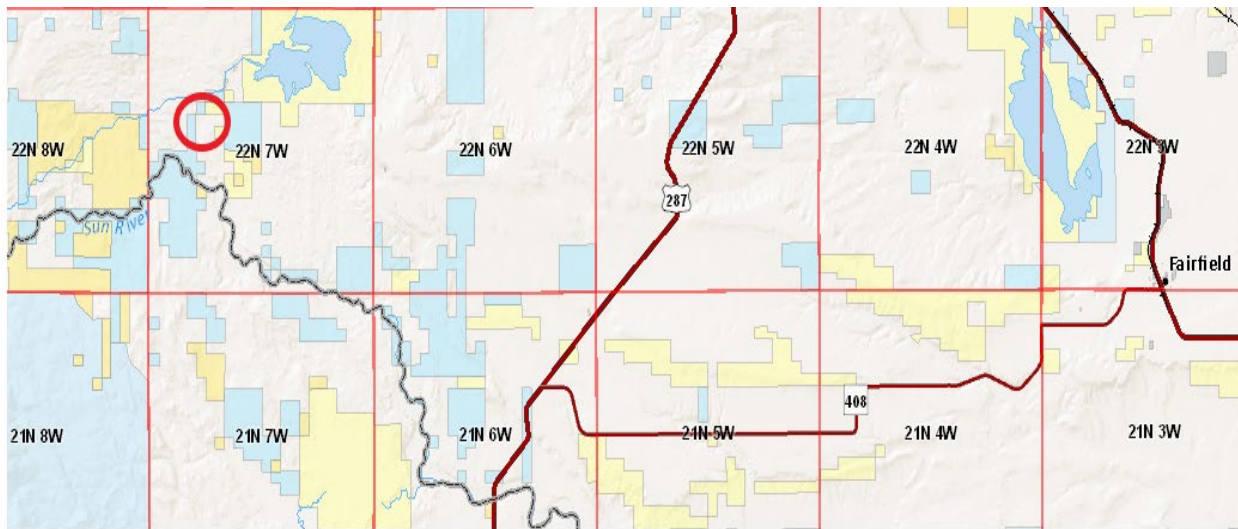 22N 8W
22N 7W
22N 6W
22N 5W
22N 4W
22N 3W
287
Sun River
Fairfield
408
21N 8W
21N 7W
21N 6W
21N 5W
21N 4W
21N 3W